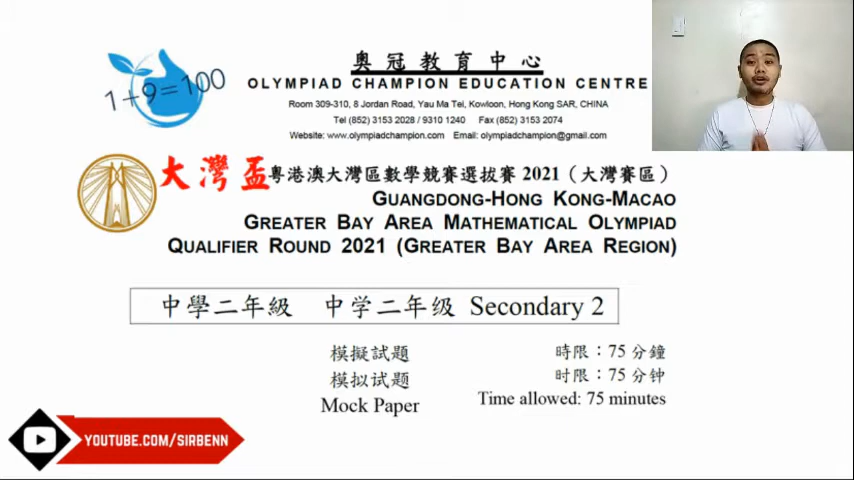 1+9=100
奧冠教育中心
OLYMPIAD CHAMPION EDUCATION CENTRE
Room 309-310, 8 Jordan Road, Yau Ma Tei, Kowloon, Hong Kong SAR, CHINA
Tel (852) 3153 2028 / 9310 1240 Fax (852) 3153 2074
Website: www.olympiadchampion.com Email: olympiadchampion@gmail.com
大灣盃粵港澳大灣區數學競賽選拔賽 2021（大灣賽區）
GUANGDONG-HONG KONG-MACAO
GREATER BAY AREA MATHEMATICAL OLYMPIAD
QUALIFIER ROUND 2021 (GREATER BAY AREA REGION)
中學二年級 中学二年级 Secondary 2
模擬試題
模拟试题
Mock Paper
時限：75 分鐘
时限：75 分钟
Time allowed: 75 minutes
YOUTUBE.COM/SIRBENN